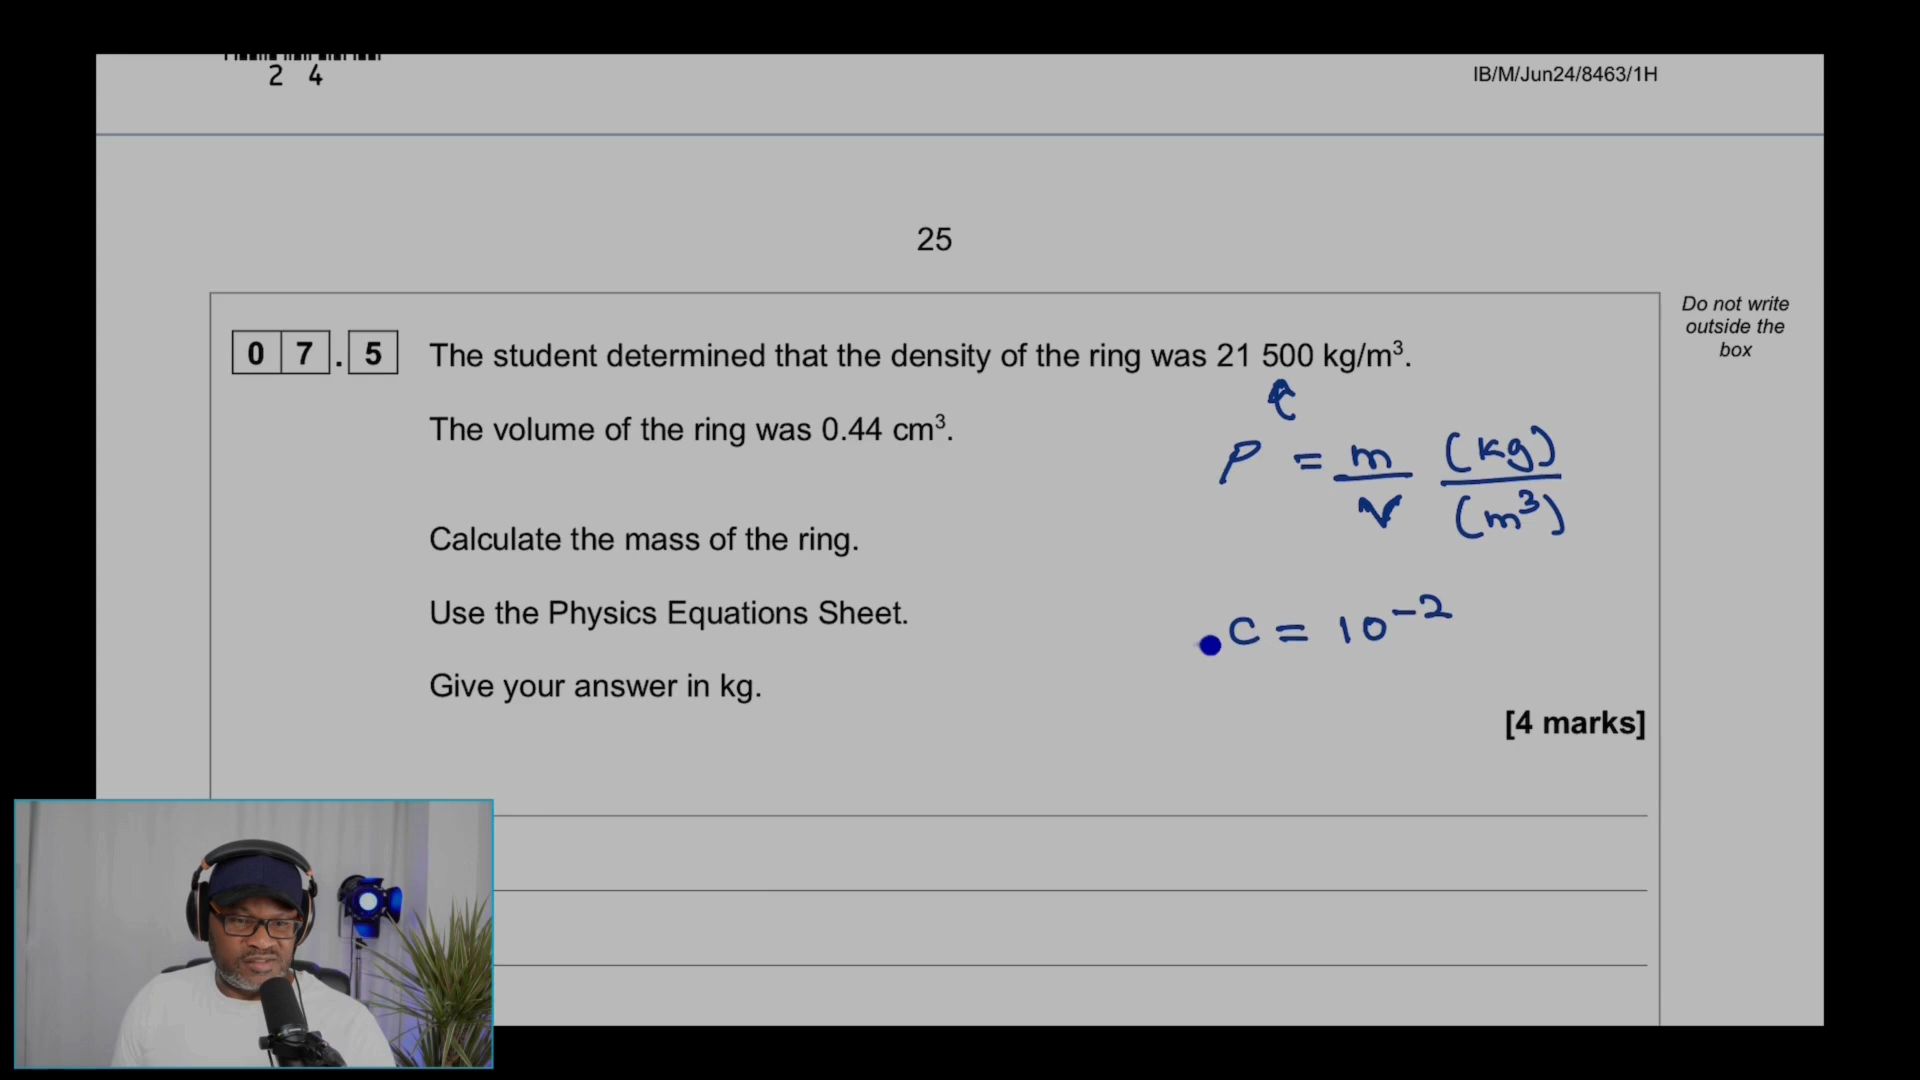 2 4
IB/M/Jun24/8463/1H
25
Do not write
outside the
box
0 7 . 5 The student determined that the density of the ring was 21 500 kg/m³.
The volume of the ring was 0.44 cm³.
ρ = m/v (kg)/(m³)
Calculate the mass of the ring.
Use the Physics Equations Sheet.
c = 10⁻²
Give your answer in kg.
[4 marks]